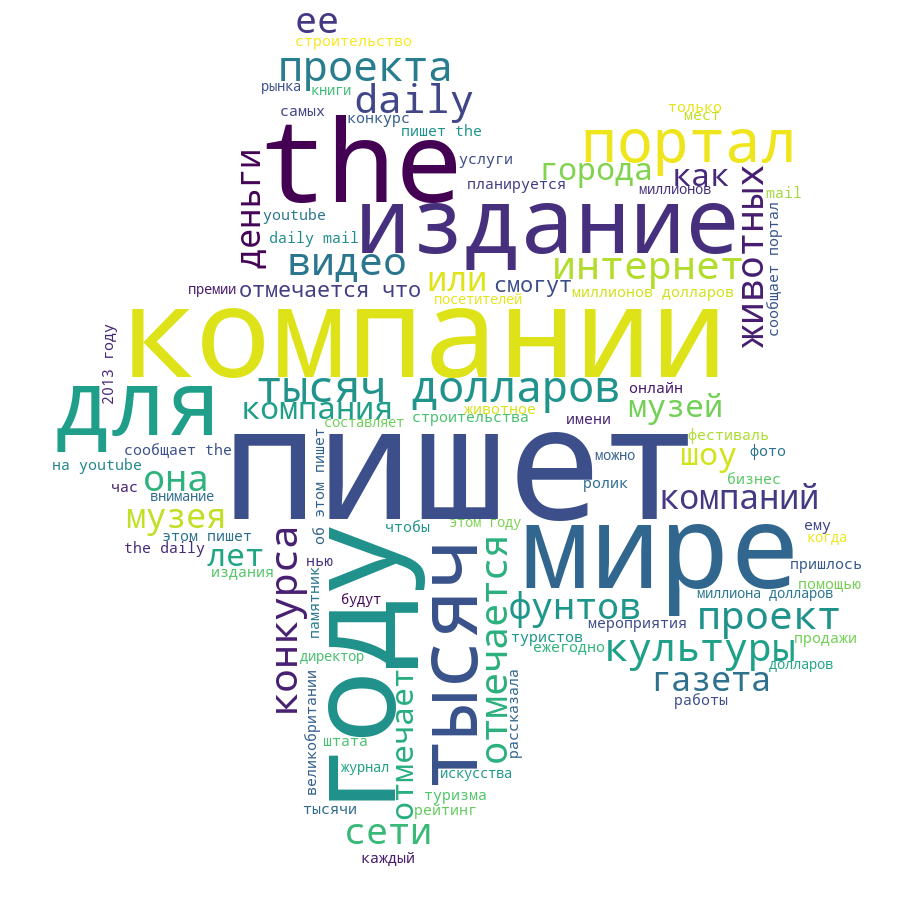 ее
строительство
проекта
рынка
книги
daily
самых
конкурс
только
мест
пишет the
the
портал
услуги
города
как
деньги
планируется
миллионов
животных
mail
youtube
издание
сообщает портал
daily mail
видео
интернет
или
смогут
премии
отмечается что
миллионов долларов
посетителей
компании
2013 году
для
тысяч долларов
онлайн
компания
животное
музей
составляет
строительства
имени
пишет
фестиваль
сообщает the
об этом пишет
шоу
фото
можно
на youtube
она
бизнес
час
ролик
внимание
компаний
музея
чтобы
этом году
мире
ему
этом пишет
когда
the daily
лет
конкурса
году
тысяч
отмечается
нью
пришлось
издания
памятник
помощью
будут
миллиона долларов
фунтов
проект
мероприятия
туристов
продажи
ежегодно
культуры
директор
долларов
газета
великобритании
отмечает
рассказала
работы
штата
журнал
искусства
туризма
тысячи
рейтинг
сети
каждый